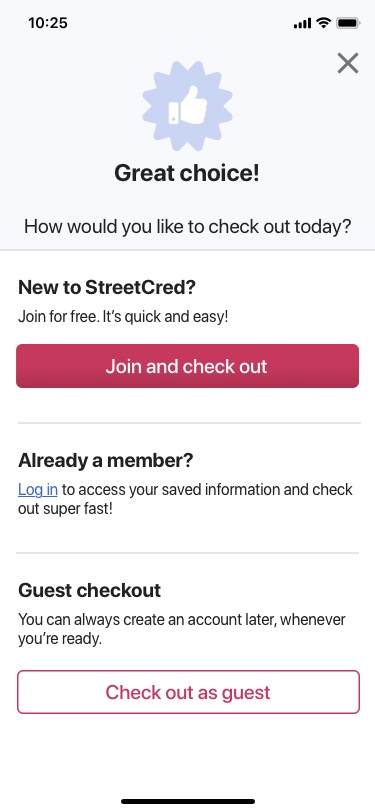 10:25
Great choice!
How would you like to check out today?
New to StreetCred?
Join for free. It's quick and easy!
Join and check out
Already a member?
Log in to access your saved information and check
out super fast!
Guest checkout
You can always create an account later, whenever
you're ready.
Check out as guest